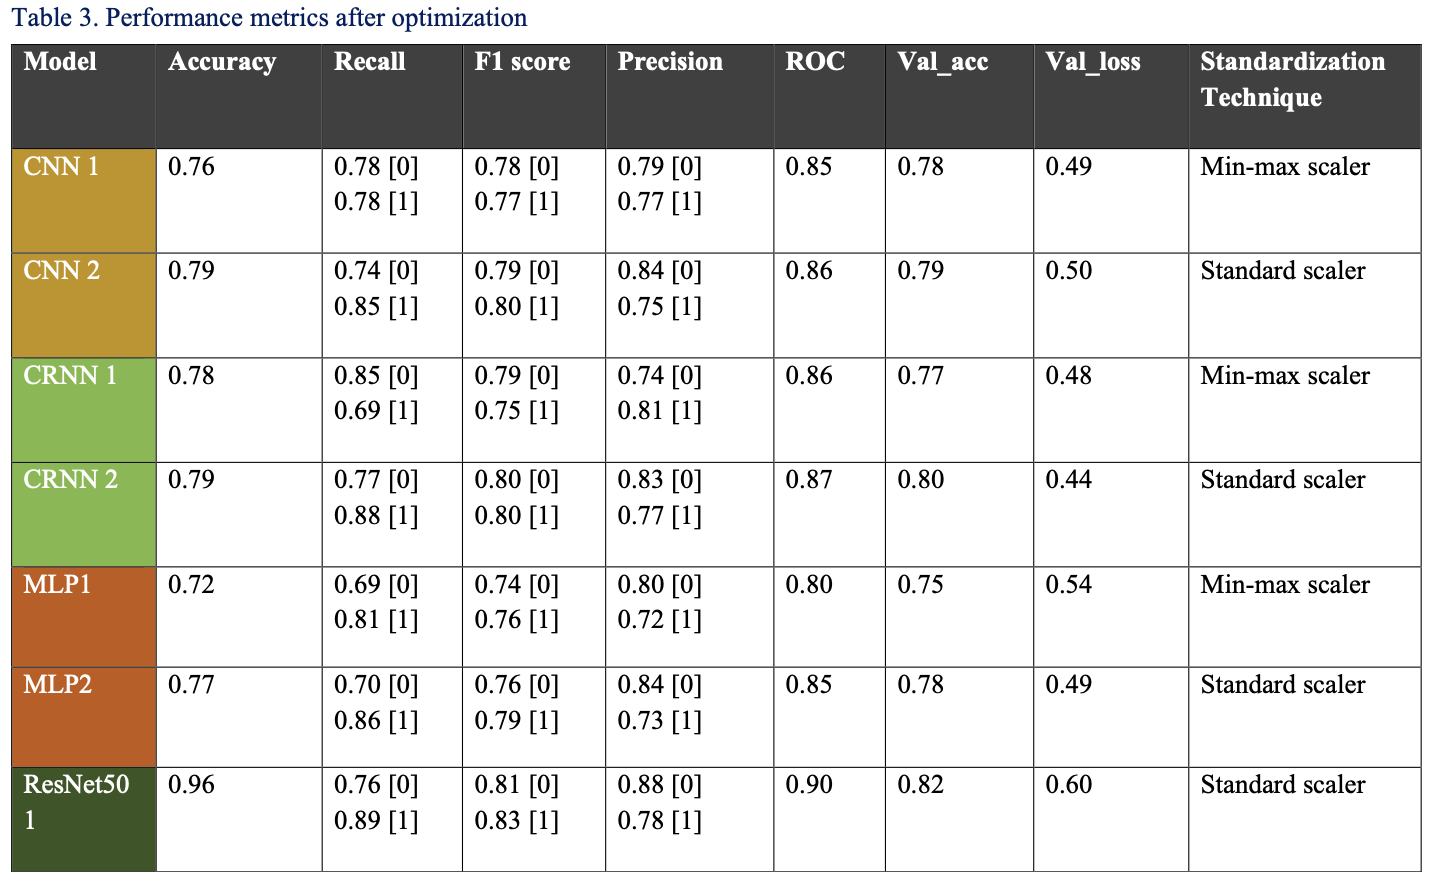 Table 3. Performance metrics after optimization
Model Accuracy Recall F1 score Precision ROC Val_acc Val_loss Standardization
Technique
CNN 1 0.76 0.78 [0] 0.78 [0] 0.79 [0] 0.85 0.78 0.49 Min-max scaler
0.78 [1] 0.77 [1] 0.77 [1]
CNN 2 0.79 0.74 [0] 0.79 [0] 0.84 [0] 0.86 0.79 0.50 Standard scaler
0.85 [1] 0.80 [1] 0.75 [1]
CRNN 1 0.78 0.85 [0] 0.79 [0] 0.74 [0] 0.86 0.77 0.48 Min-max scaler
0.69 [1] 0.75 [1] 0.81 [1]
CRNN 2 0.79 0.77 [0] 0.80 [0] 0.83 [0] 0.87 0.80 0.44 Standard scaler
0.88 [1] 0.80 [1] 0.77 [1]
MLP1 0.72 0.69 [0] 0.74 [0] 0.80 [0] 0.80 0.75 0.54 Min-max scaler
0.81 [1] 0.76 [1] 0.72 [1]
MLP2 0.77 0.70 [0] 0.76 [0] 0.84 [0] 0.85 0.78 0.49 Standard scaler
0.86 [1] 0.79 [1] 0.73 [1]
ResNet50 0.96 0.76 [0] 0.81 [0] 0.88 [0] 0.90 0.82 0.60 Standard scaler
1 0.89 [1] 0.83 [1] 0.78 [1]